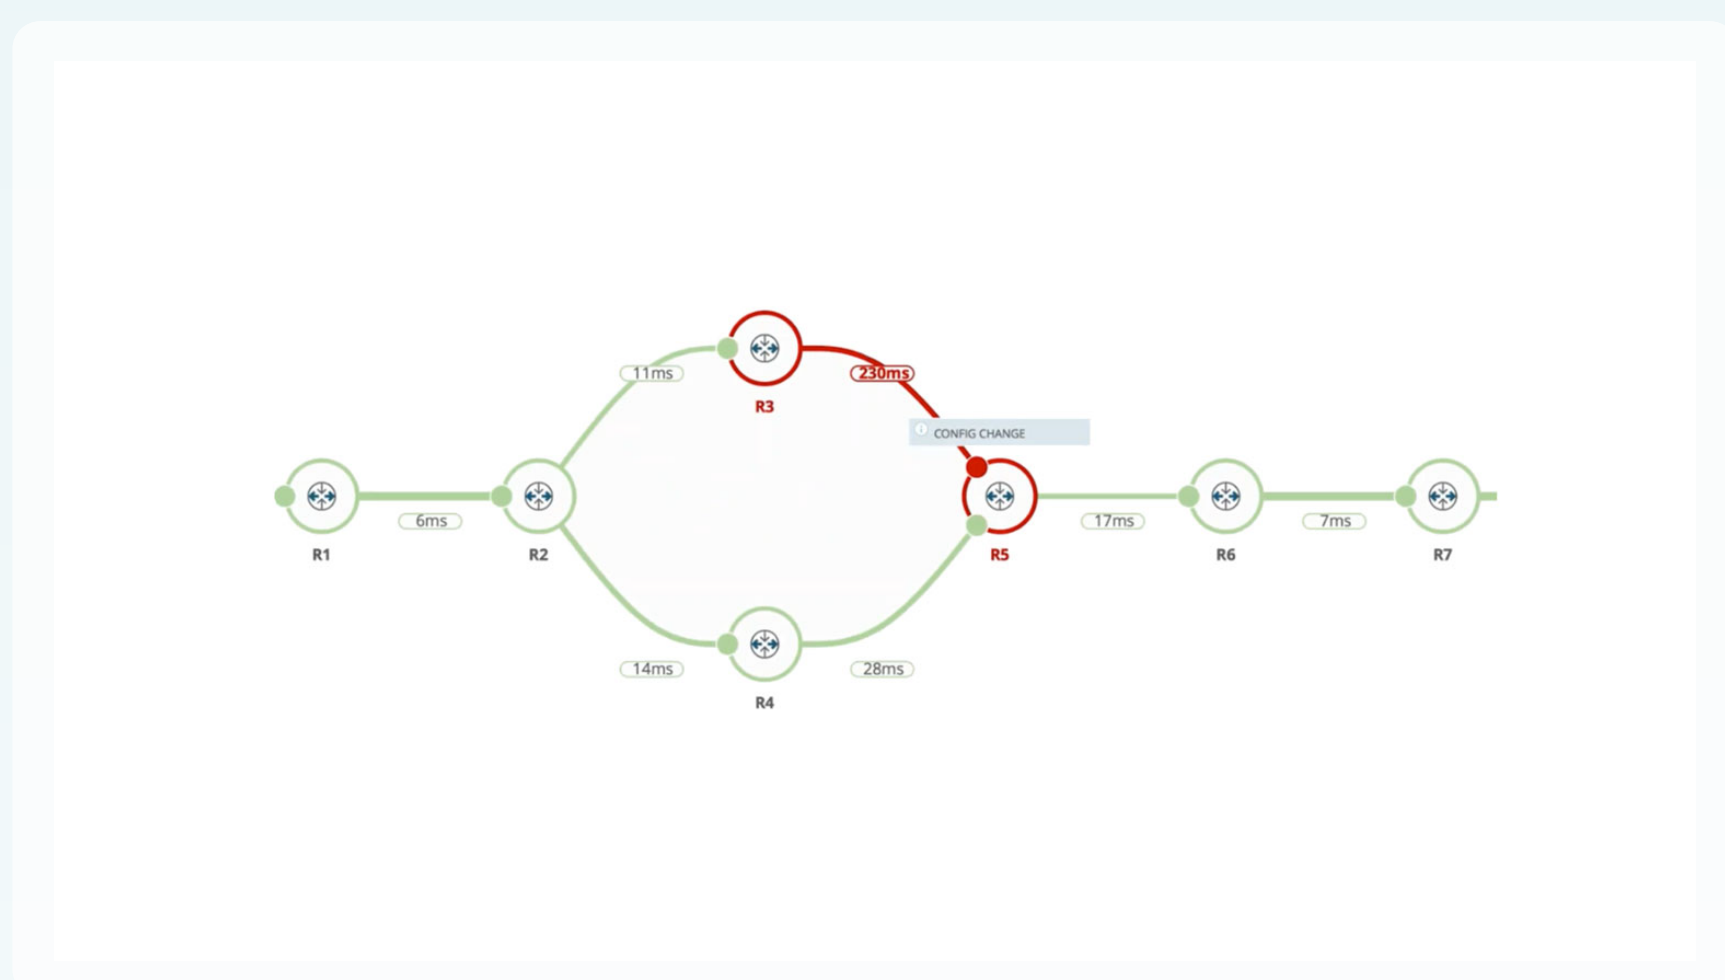 11ms
230ms
R3
CONFIG CHANGE
6ms
17ms
7ms
R1
R2
R5
R6
R7
14ms
28ms
R4